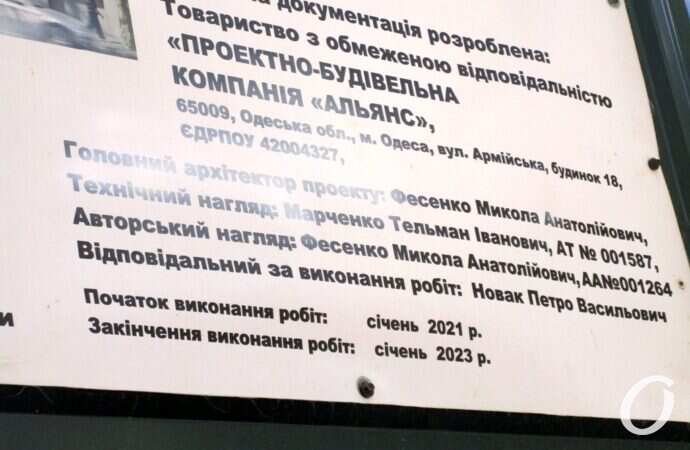 документація розроблена:
Товариство з обмеженою відповідальністю
«ПРОЕКТНО-БУДІВЕЛЬНА
КОМПАНІЯ «АЛЬЯНС»,
65009, Одеська обл., м. Одеса, вул. Армійська, будинок 18,
ЄДРПОУ 42004327,
Головний архітектор проекту: Фесенко Микола Анатолійович,
Технічний нагляд: Марченко Тельман Іванович, АТ № 001587,
Авторський нагляд: Фесенко Микола Анатолійович, АА№001264
Відповідальний за виконання робіт: Новак Петро Васильович
Початок виконання робіт: січень 2021 р.
Закінчення виконання робіт: січень 2023 р.